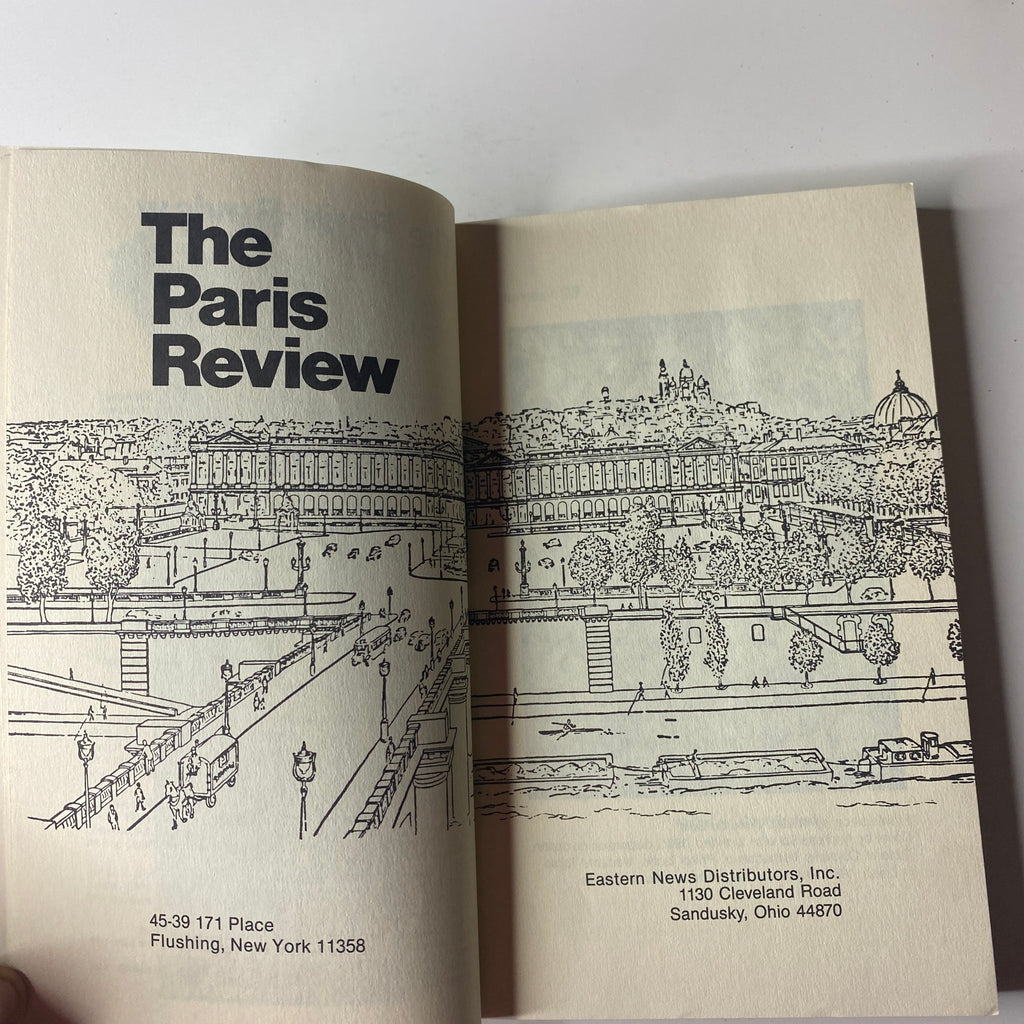 The
Paris
Review
45-39 171 Place
Flushing, New York 11358
Eastern News Distributors, Inc.
1130 Cleveland Road
Sandusky, Ohio 44870